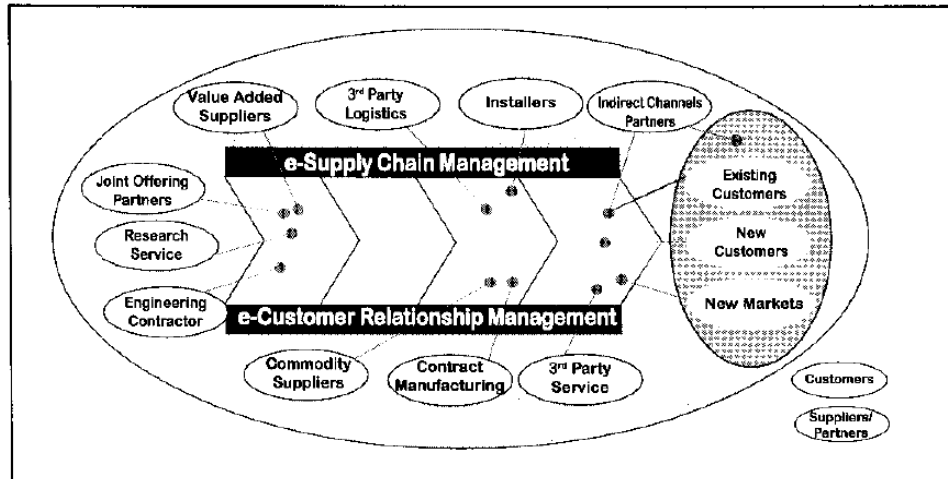 Value Added
Suppliers
3rd Party
Logistics
Installers
Indirect Channels
Partners
e-Supply Chain Management
Joint Offering
Partners
Existing
Customers
Research
Service
New
Customers
Engineering
Contractor
New Markets
e-Customer Relationship Management
Commodity
Suppliers
Contract
Manufacturing
3rd Party
Service
Customers
Suppliers/
Partners